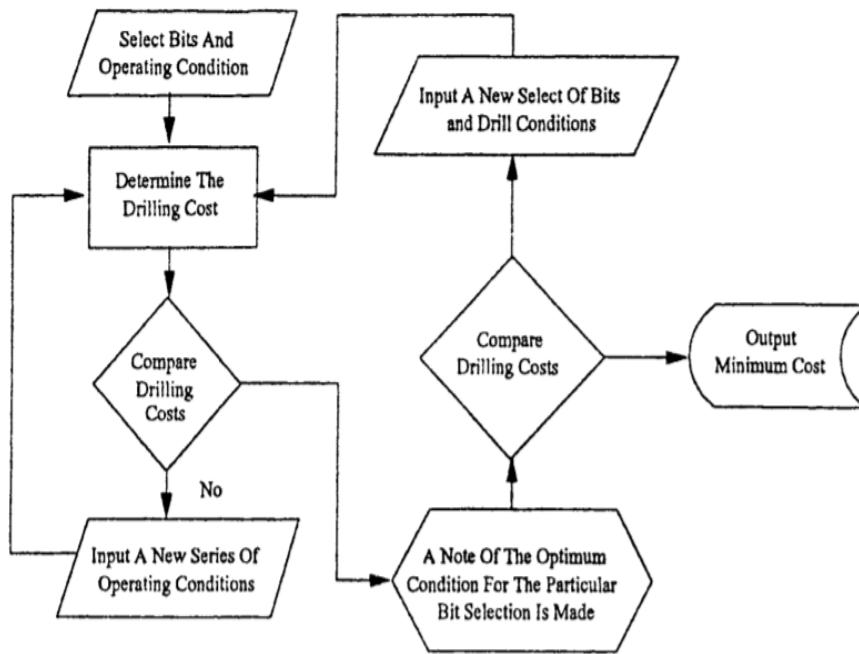 Select Bits And
Operating Condition
Determine The
Drilling Cost
Compare
Drilling
Costs
No
Input A New Series Of
Operating Conditions
A Note Of The Optimum
Condition For The Particular
Bit Selection Is Made
Compare
Drilling Costs
Input A New Select Of Bits
and Drill Conditions
Output
Minimum Cost